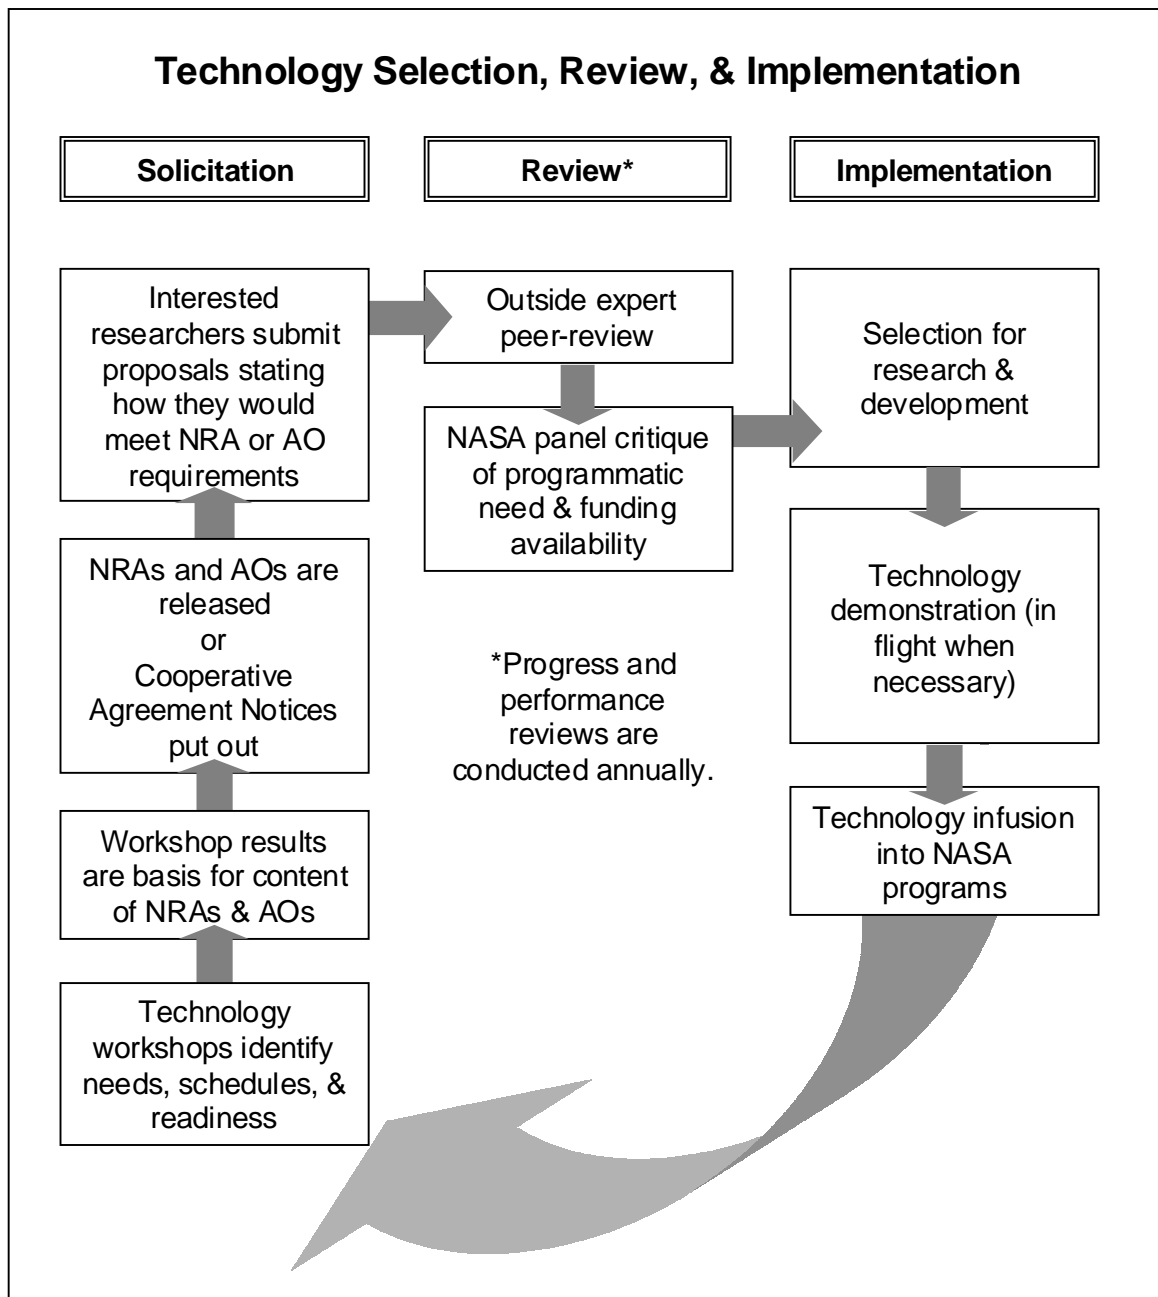 Technology Selection, Review, & Implementation
Solicitation
Review*
Implementation
Interested
researchers submit
proposals stating
how they would
meet NRA or AO
requirements
NRAs and AOs are
released
or
Cooperative
Agreement Notices
put out
Workshop results
are basis for content
of NRAs & AOs
Technology
workshops identify
needs, schedules, &
readiness
Outside expert
peer-review
NASA panel critique
of programmatic
need & funding
availability
*Progress and
performance
reviews are
conducted annually.
Selection for
research &
development
Technology
demonstration (in
flight when
necessary)
Technology infusion
into NASA
programs